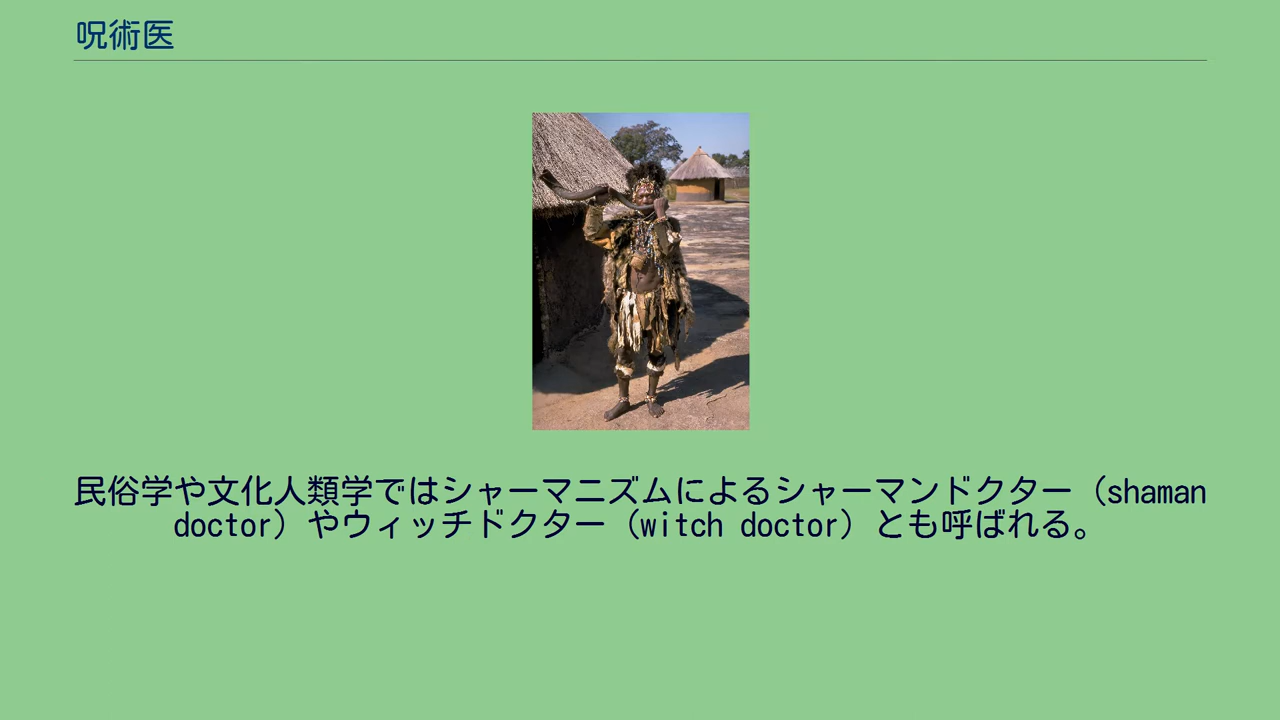 呪術医
民俗学や文化人類学ではシャーマニズムによるシャーマンドクター（shaman
doctor）やウィッチドクター（witch doctor）とも呼ばれる。